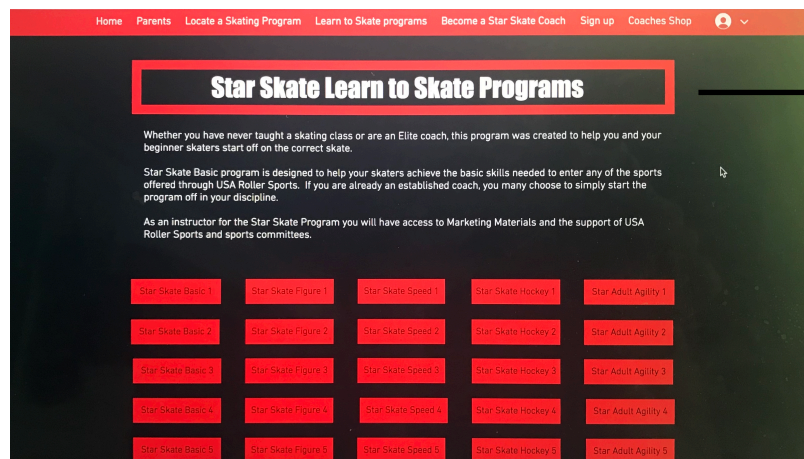 Home Parents Locate a Skating Program Learn to Skate programs Become a Star Skate Coach Sign up Coaches Shop
Star Skate Learn to Skate Programs
Whether you have never taught a skating class or are an Elite coach, this program was created to help you and your
beginner skaters start off on the correct skate.
Star Skate Basic program is designed to help your skaters achieve the basic skills needed to enter any of the sports
offered through USA Roller Sports. If you are already an established coach, you many choose to simply start the
program off in your discipline.
As an instructor for the Star Skate Program you will have access to Marketing Materials and the support of USA
Roller Sports and sports committees.
Star Skate Basic 1 Star Skate Figure 1 Star Skate Speed 1 Star Skate Hockey 1 Star Adult Agility 1
Star Skate Basic 2 Star Skate Figure 2 Star Skate Speed 2 Star Skate Hockey 2 Star Adult Agility 2
Star Skate Basic 3 Star Skate Figure 3 Star Skate Speed 3 Star Skate Hockey 3 Star Adult Agility 3
Star Skate Basic 4 Star Skate Figure 4 Star Skate Speed 4 Star Skate Hockey 4 Star Adult Agility 4
Star Skate Basic 5 Star Skate Figure 5 Star Skate Speed 5 Star Skate Hockey 5 Star Adult Agility 5